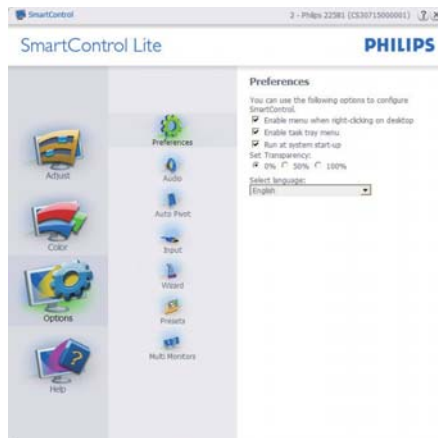 SmartControl
2 - Philips 225B1 (CS30715000001)
SmartControl Lite
PHILIPS
Adjust
Color
Options
Help
Preferences
Audio
Auto Pivot
Input
Wizard
Presets
Multi Monitors
Preferences
You can use the following options to configure
SmartControl.
Enable menu when right-clicking on desktop
Enable task tray menu
Run at system start-up
Set Transparency:
0% 50% 100%
Select language:
English